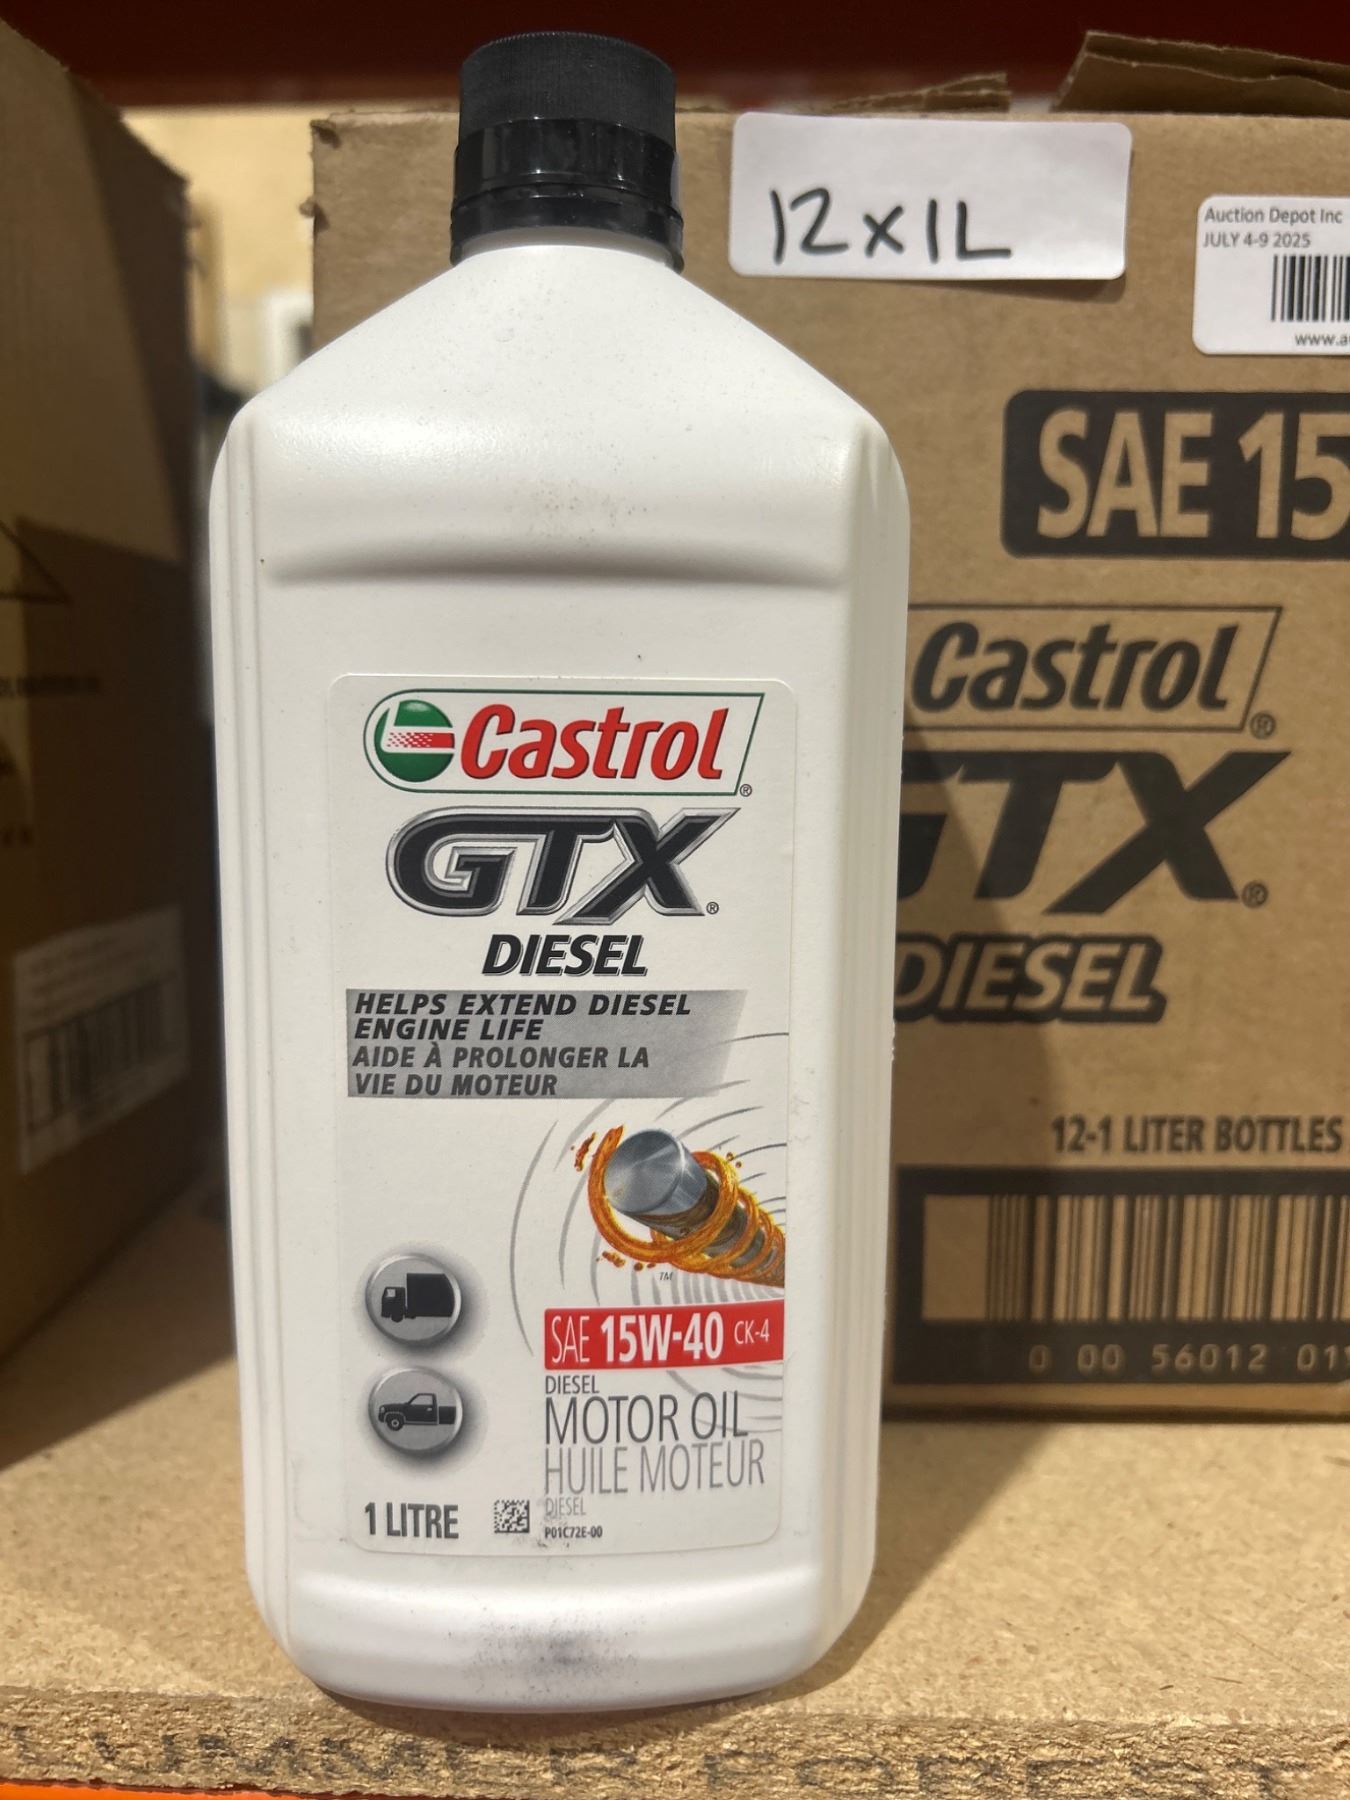 12 x 1L
Auction Depot Inc
JULY 4-9 2025
SAE 15
Castrol®
GTX®
DIESEL
12-1 LITER BOTTLES
0 00 56012 01
Castrol®
GTX®
DIESEL
HELPS EXTEND DIESEL
ENGINE LIFE
AIDE À PROLONGER LA
VIE DU MOTEUR
TM
SAE 15W-40 CK-4
DIESEL
MOTOR OIL
HUILE MOTEUR
DIESEL
P01C72E-00
1 LITRE